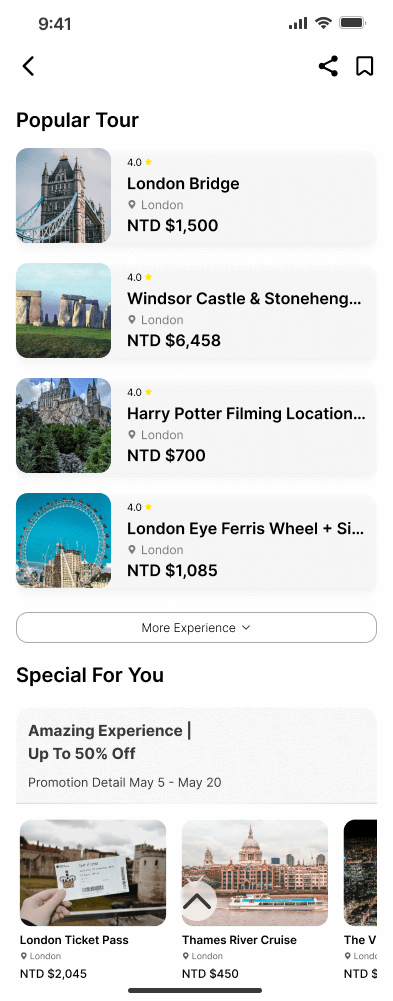 9:41
Popular Tour
4.0
London Bridge
London
NTD $1,500
4.0
Windsor Castle & Stoneheng...
London
NTD $6,458
4.0
Harry Potter Filming Location...
London
NTD $700
4.0
London Eye Ferris Wheel + Si...
London
NTD $1,085
More Experience
Special For You
Amazing Experience |
Up To 50% Off
Promotion Detail May 5 - May 20
London Ticket Pass
London
NTD $2,045
Thames River Cruise
London
NTD $450
The V
Londo
NTD $